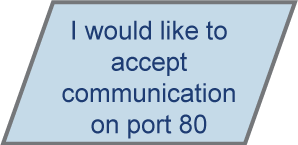 I would like to
accept
communication
on port 80